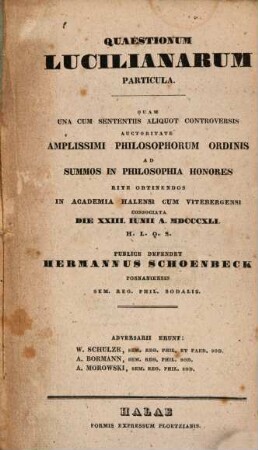 QUAESTIONUM
LUCILIANARUM
PARTICULA.
QUAM
UNA CUM SENTENTIIS ALIQUOT CONTROVERSIS
AUCTORITATE
AMPLISSIMI PHILOSOPHORUM ORDINIS
AD
SUMMOS IN PHILOSOPHIA HONORES
RITE OBTINENDOS
IN ACADEMIA HALENSI CUM VITEBERGENSI
CONSOCIATA
DIE XXIII. IUNII A. MDCCCXLI.
H. L. Q. S.
PUBLICE DEFENDET
HERMANNUS SCHOENBECK
POSNANIENSIS
SEM. REG. PHIL. SODALIS.
ADVERSARII ERUNT:
W. SCHULZE, SEM. REG. PHIL. ET PAED. SOD.
A. BORMANN, SEM. REG. PHIL. SOD.
A. MOROWSKI, SEM. REG. PHIL. SOD.
HALAE
FORMIS EXPRESSUM PLOETZIANIS.